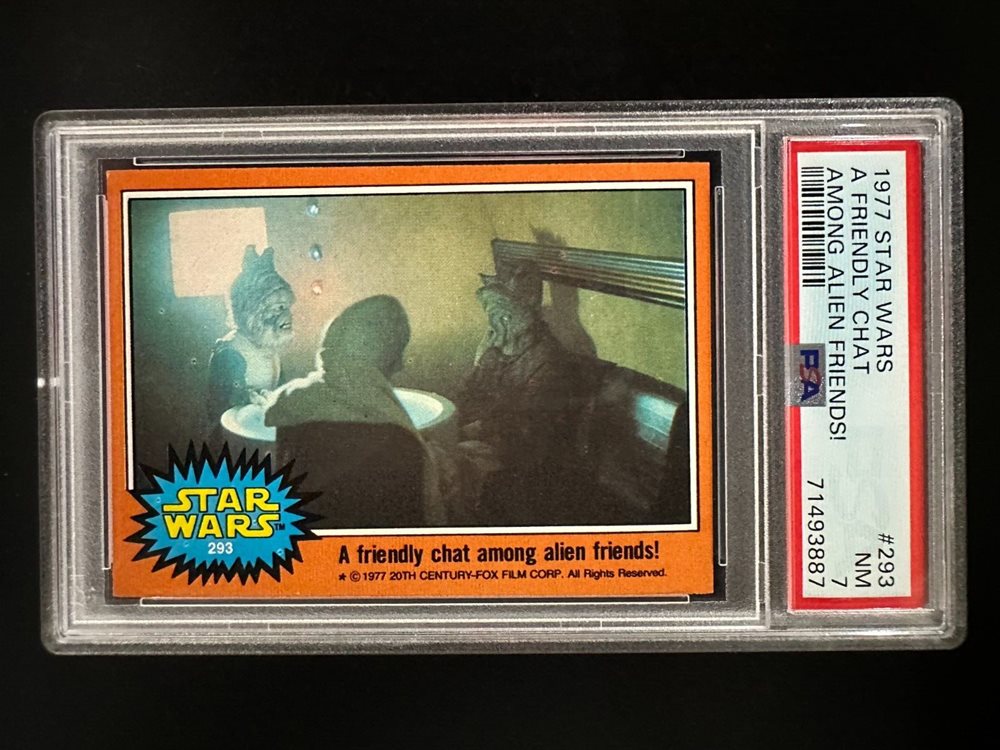 STAR
WARS™
293
A friendly chat among alien friends!
* © 1977 20TH CENTURY-FOX FILM CORP. All Rights Reserved.
1977 STAR WARS #293
A FRIENDLY CHAT NM
AMONG ALIEN FRIENDS! 7
PSA 71493887